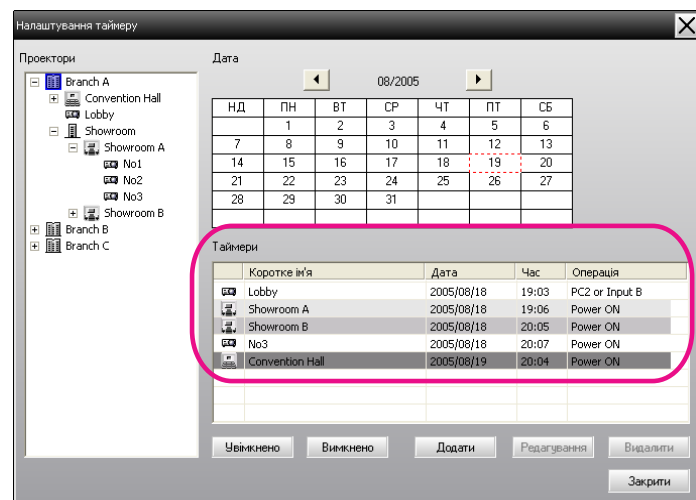 Налаштування таймеру
Проектори
Branch A
Convention Hall
Lobby
Showroom
Showroom A
No1
No2
No3
Showroom B
Branch B
Branch C
Дата
08/2005
НД ПН ВТ СР ЧТ ПТ СБ
1 2 3 4 5 6
7 8 9 10 11 12 13
14 15 16 17 18 19 20
21 22 23 24 25 26 27
28 29 30 31
Таймери
Коротке ім'я Дата Час Операція
Lobby 2005/08/18 19:03 PC2 or Input B
Showroom A 2005/08/18 19:06 Power ON
Showroom B 2005/08/18 20:05 Power ON
No3 2005/08/18 20:07 Power ON
Convention Hall 2005/08/19 20:04 Power ON
Увімкнено Вимкнено Додати Редагування Видалити
Закрити